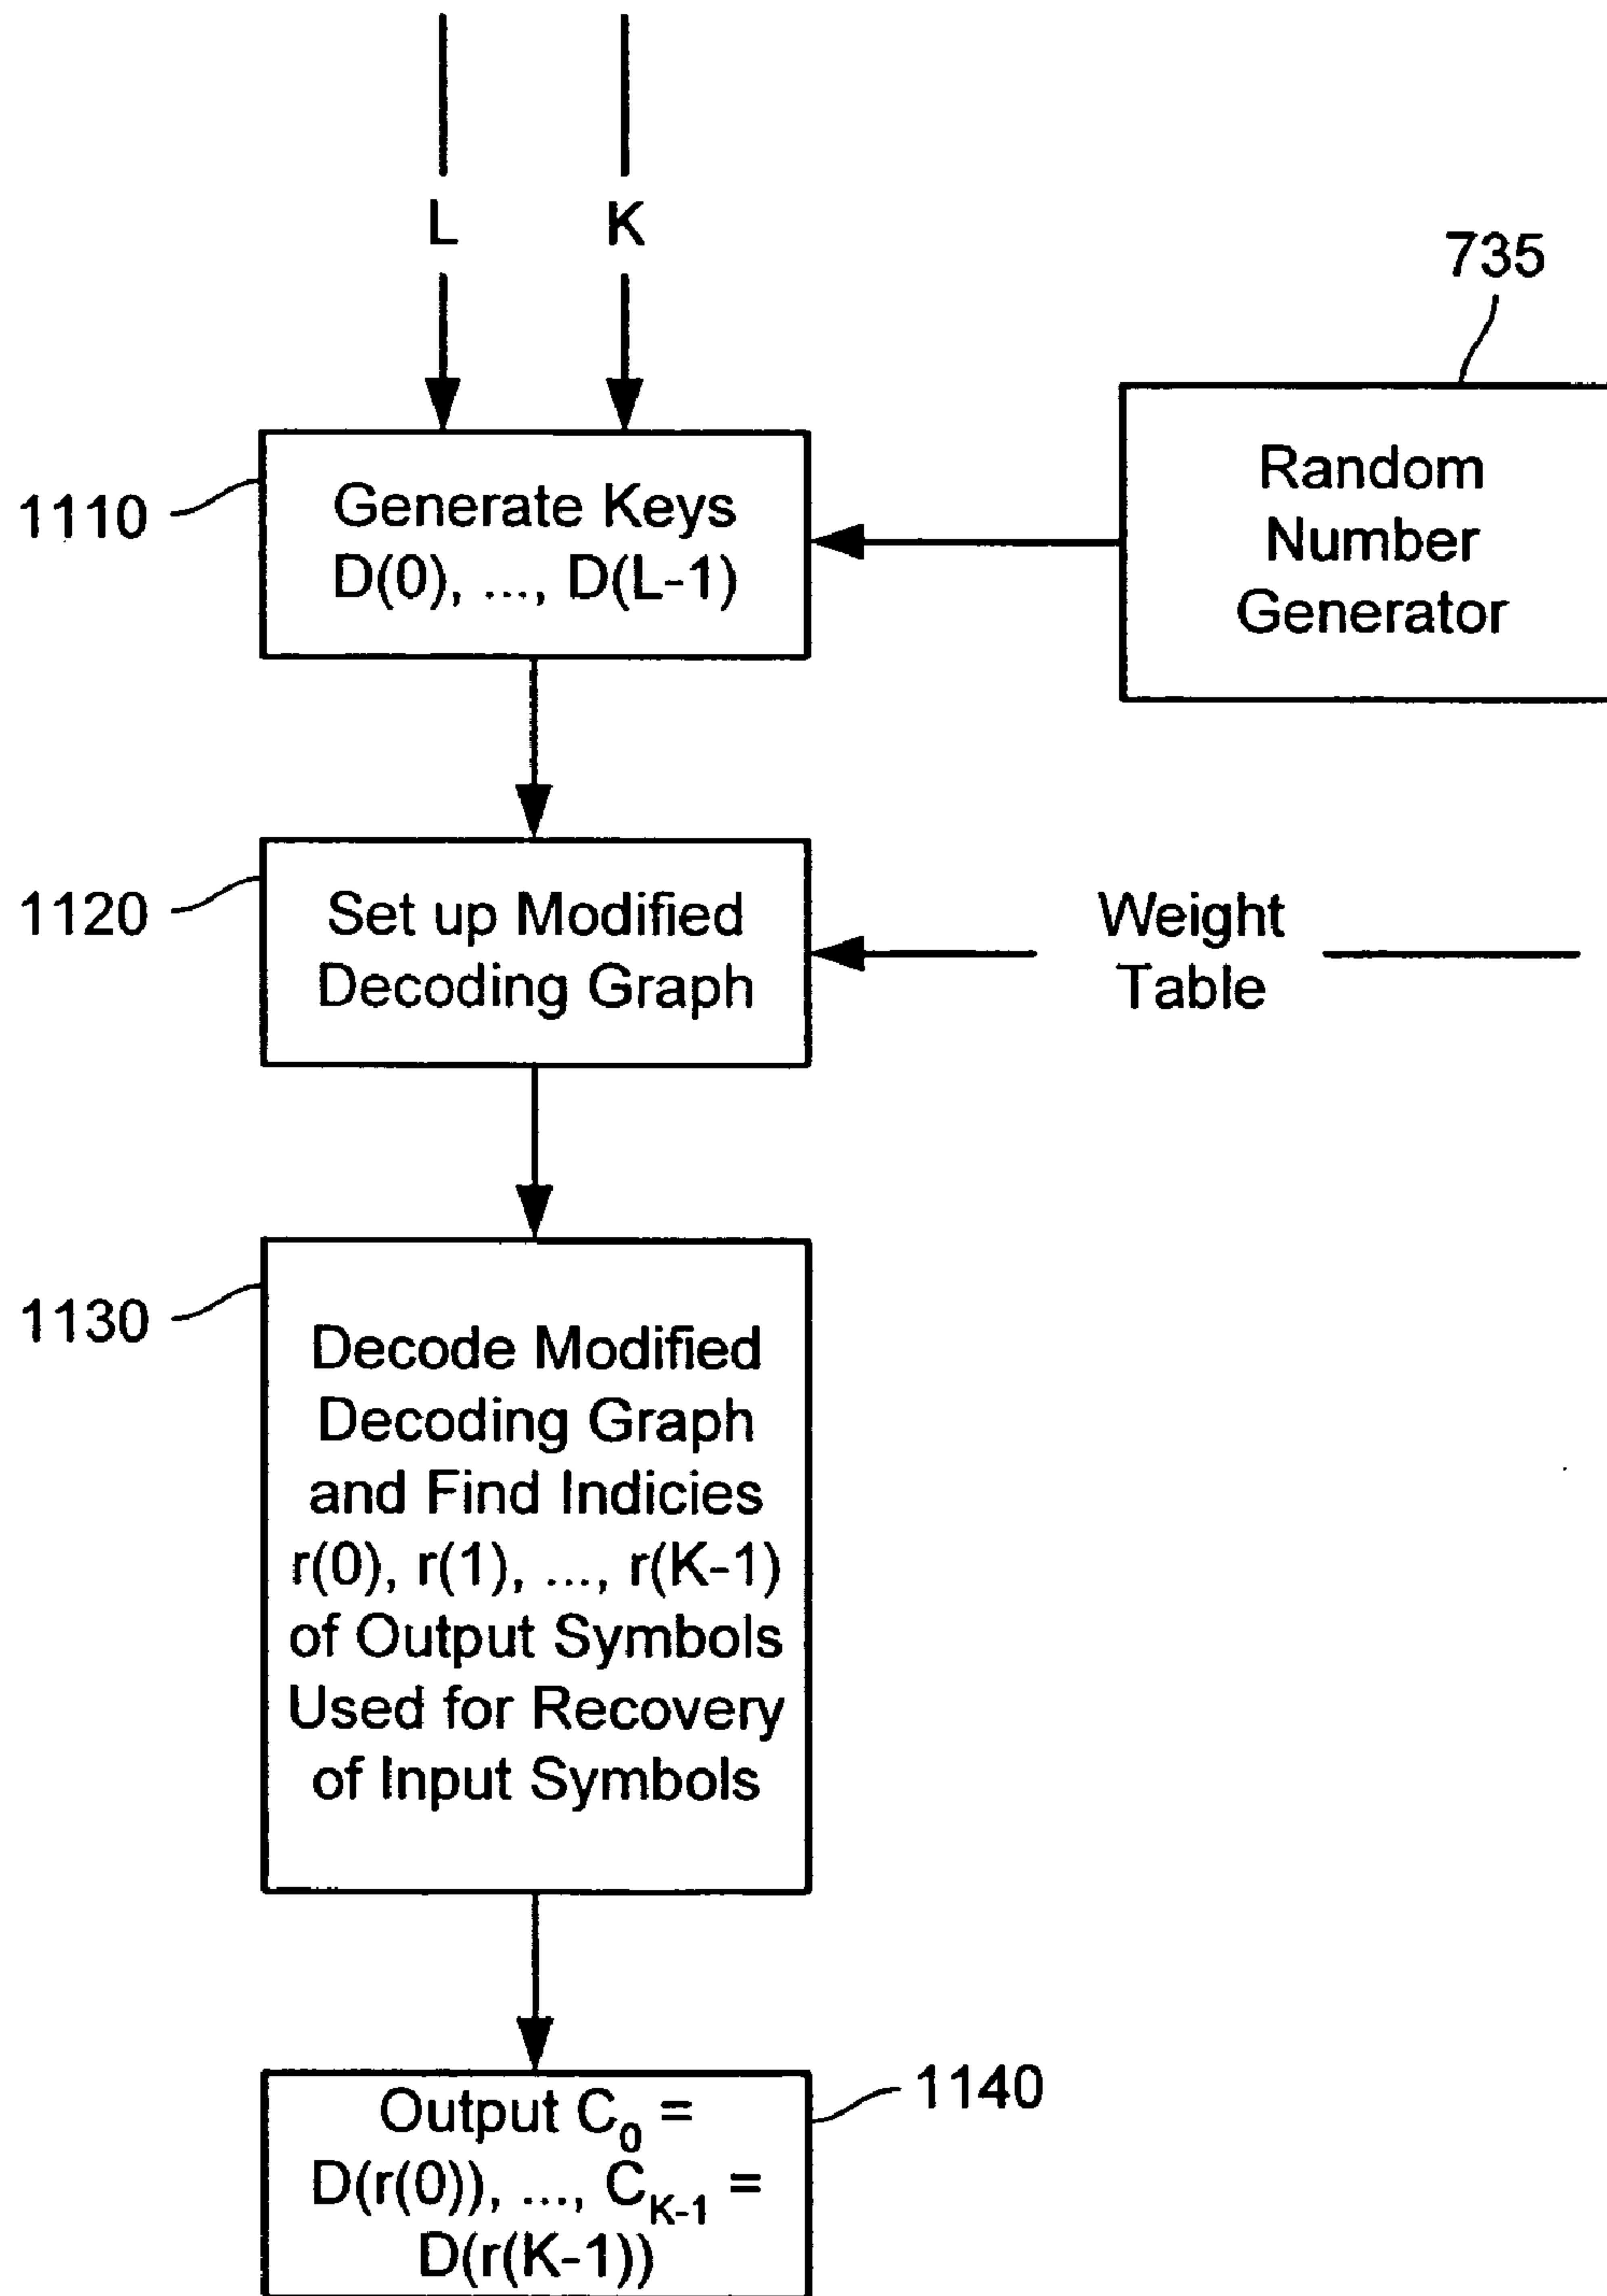 L K
735
Random
Number
Generator
1110
Generate Keys
D(0), ..., D(L-1)
1120
Set up Modified
Decoding Graph
Weight
Table
1130
Decode Modified
Decoding Graph
and Find Indicies
r(0), r(1), ..., r(K-1)
of Output Symbols
Used for Recovery
of Input Symbols
1140
Output C₀ =
D(r(0)), ..., C_{K-1} =
D(r(K-1))